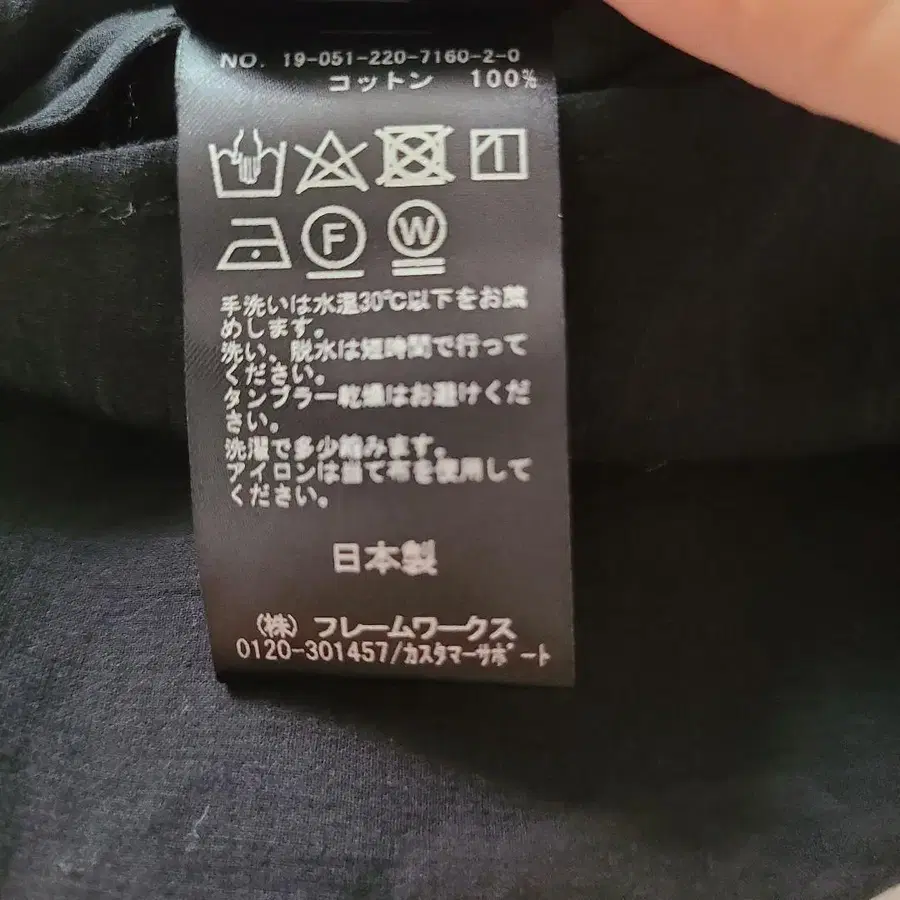 NO. 19-051-220-7160-2-0
コットン 100%
F
W
手洗いは水温30℃以下をお薦
めします。
洗い、脱水は短時間で行って
ください。
タンブラー乾燥はお避けくだ
さい。
洗濯で多少縮みます。
アイロンは当て布を使用して
ください。
日本製
(株) フレームワークス
0120-301457/カスタマーサポート